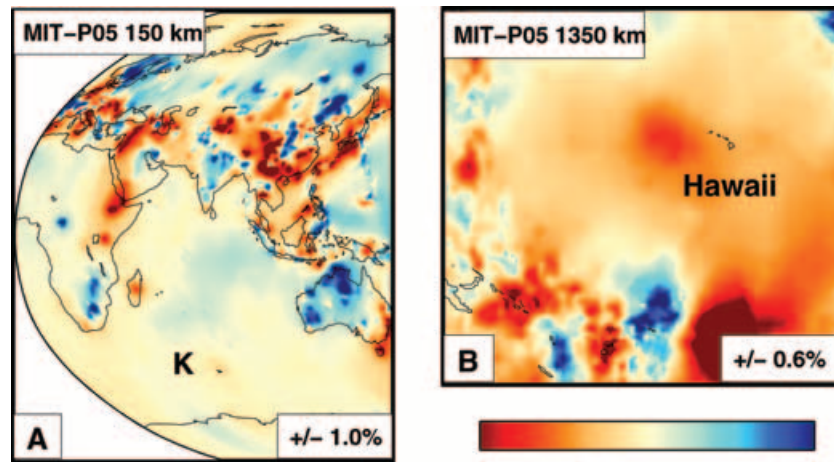 MIT–P05 150 km
K
A
+/– 1.0%
MIT–P05 1350 km
Hawaii
B
+/– 0.6%